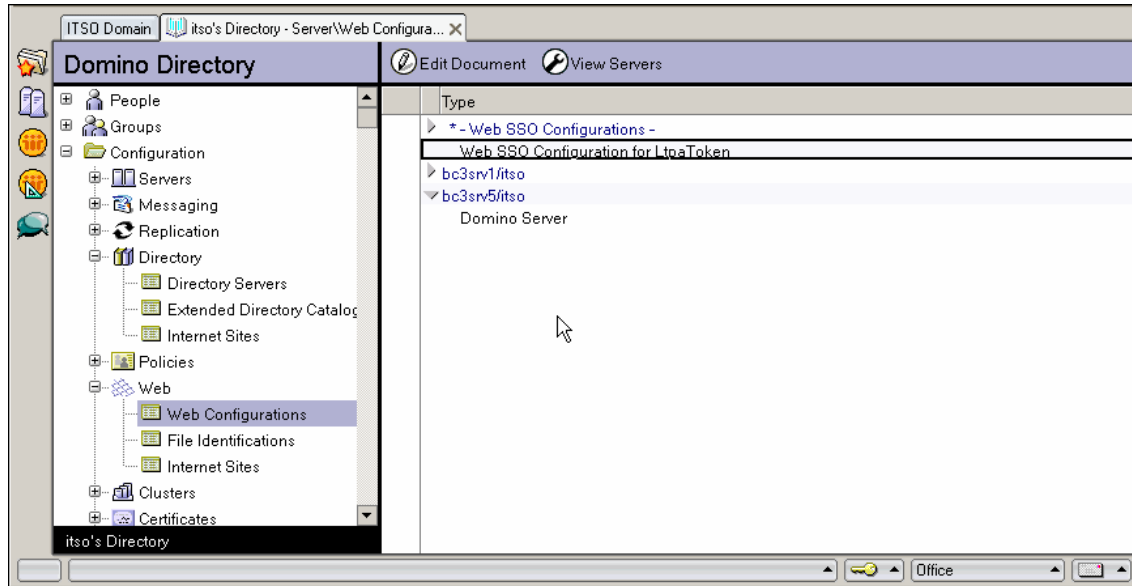 ITSO Domain
itso's Directory - Server\Web Configura...
Domino Directory
Edit Document
View Servers
People
Groups
Configuration
Servers
Messaging
Replication
Directory
Directory Servers
Extended Directory Catalog
Internet Sites
Policies
Web
Web Configurations
File Identifications
Internet Sites
Clusters
Certificates
itso's Directory
Type
* - Web SSO Configurations -
Web SSO Configuration for LtpaToken
bc3srv1/itso
bc3srv5/itso
Domino Server
Office